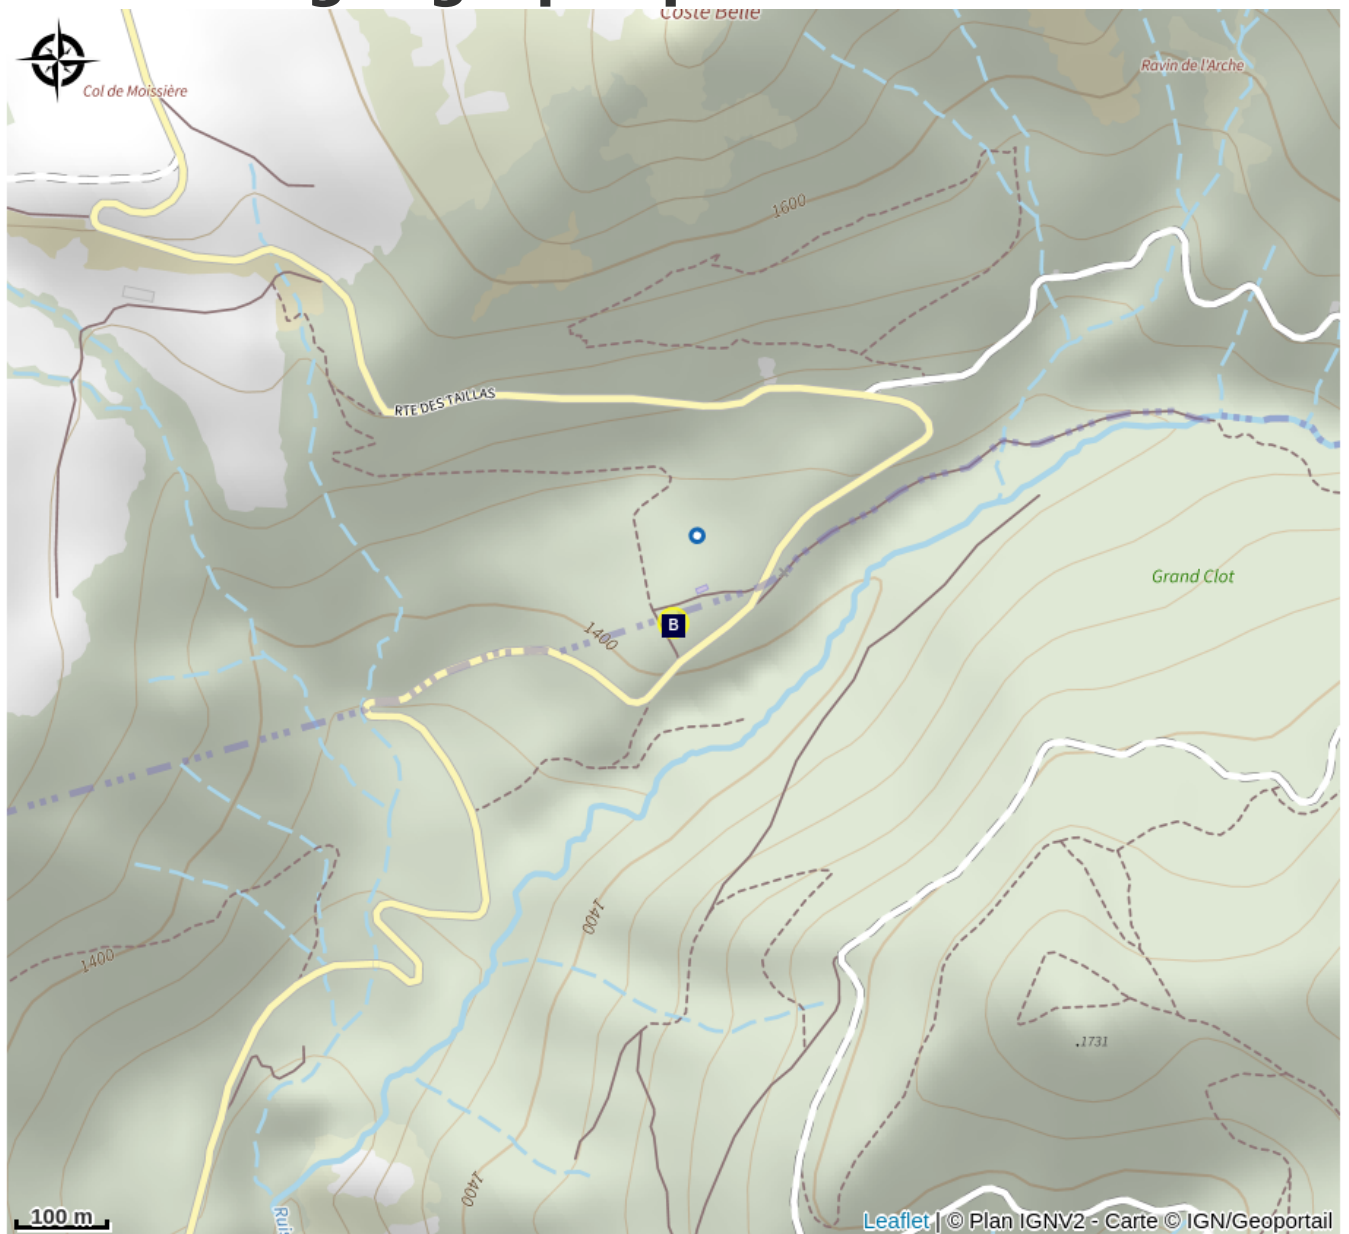 Coste Belle
Ravin de l'Arche
Col de Moissière
1600
RTE DES TAILLAS
Grand Clot
B
1400
1400
1400
.1731
1400
100 m
Leaflet | © Plan IGNV2 - Carte © IGN/Geoportail